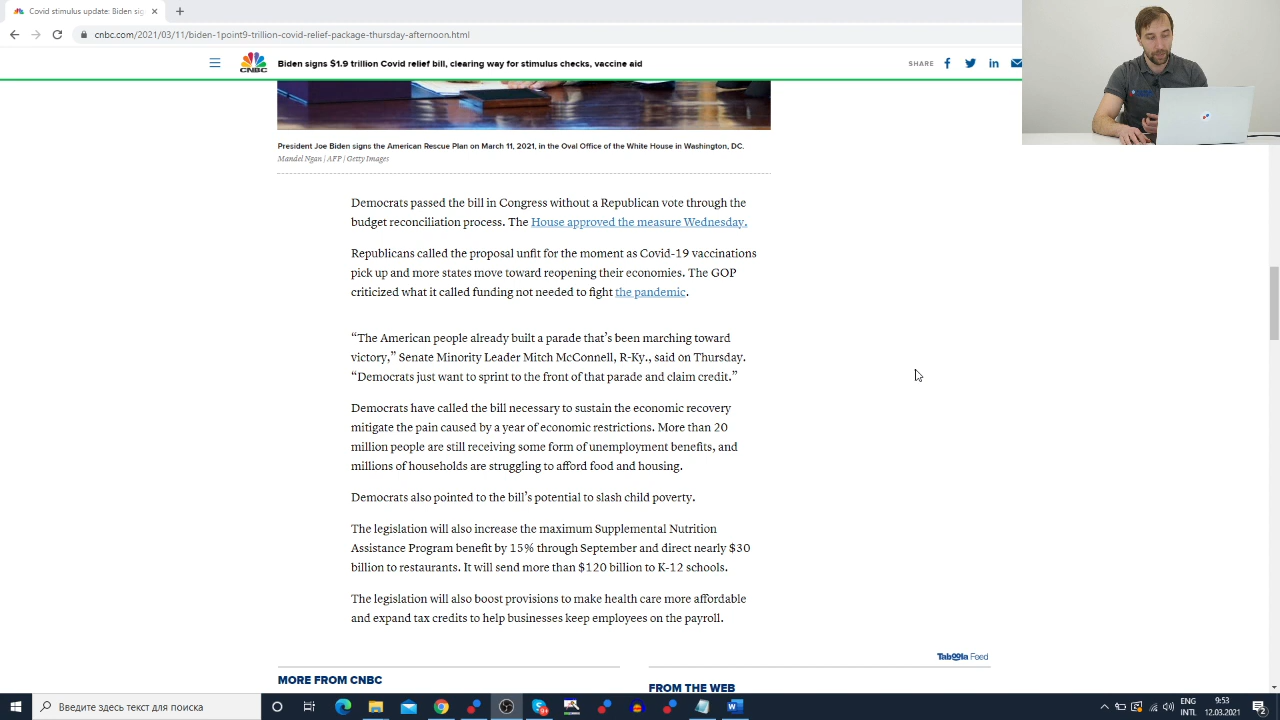 Covid stimulus update: Biden sig
cnbc.com/2021/03/11/biden-1point9-trillion-covid-relief-package-thursday-afternoon.html
CNBC
Biden signs $1.9 trillion Covid relief bill, clearing way for stimulus checks, vaccine aid
SHARE
President Joe Biden signs the American Rescue Plan on March 11, 2021, in the Oval Office of the White House in Washington, DC.
Mandel Ngan | AFP | Getty Images
Democrats passed the bill in Congress without a Republican vote through the
budget reconciliation process. The House approved the measure Wednesday.
Republicans called the proposal unfit for the moment as Covid-19 vaccinations
pick up and more states move toward reopening their economies. The GOP
criticized what it called funding not needed to fight the pandemic.
“The American people already built a parade that’s been marching toward
victory,” Senate Minority Leader Mitch McConnell, R-Ky., said on Thursday.
“Democrats just want to sprint to the front of that parade and claim credit.”
Democrats have called the bill necessary to sustain the economic recovery
mitigate the pain caused by a year of economic restrictions. More than 20
million people are still receiving some form of unemployment benefits, and
millions of households are struggling to afford food and housing.
Democrats also pointed to the bill’s potential to slash child poverty.
The legislation will also increase the maximum Supplemental Nutrition
Assistance Program benefit by 15% through September and direct nearly $30
billion to restaurants. It will send more than $120 billion to K-12 schools.
The legislation will also boost provisions to make health care more affordable
and expand tax credits to help businesses keep employees on the payroll.
Taboola Feed
MORE FROM CNBC
FROM THE WEB
Введите здесь текст для поиска
ENG
INTL
9:53
12.03.2021
2